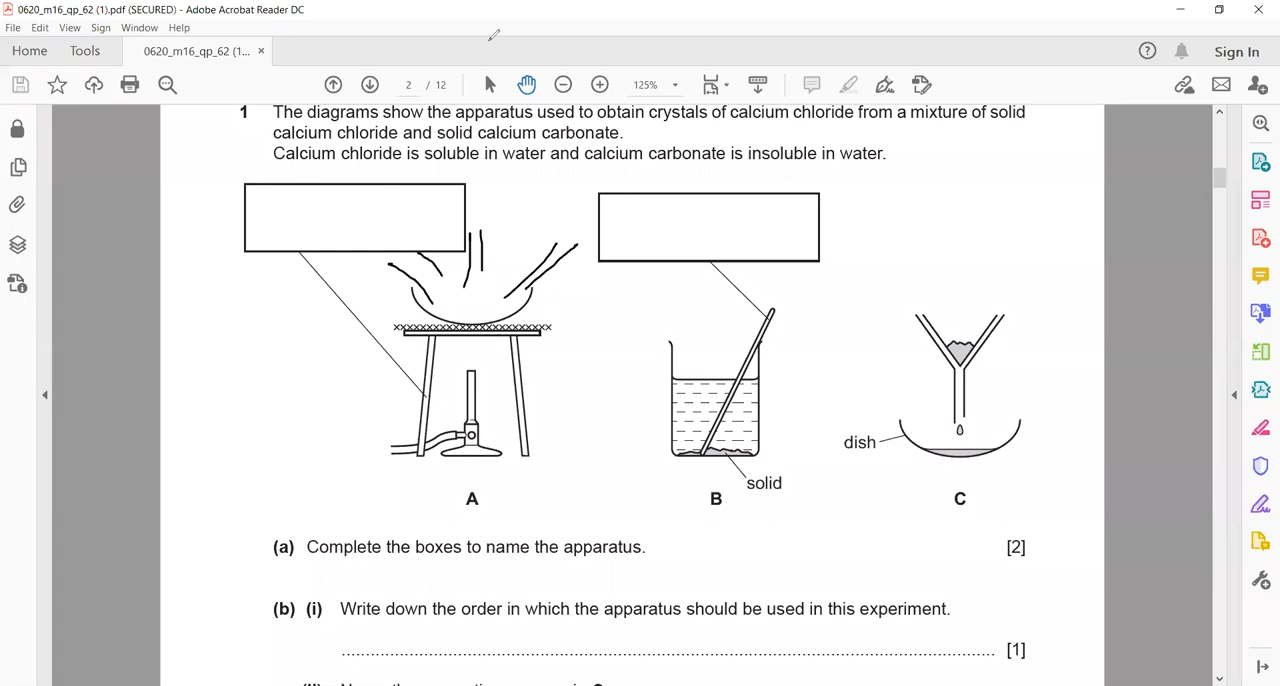 0620_m16_qp_62 (1).pdf (SECURED) - Adobe Acrobat Reader DC
File Edit View Sign Window Help
Home Tools 0620_m16_qp_62 (1... × Sign In
2 / 12 125%
1 The diagrams show the apparatus used to obtain crystals of calcium chloride from a mixture of solid
calcium chloride and solid calcium carbonate.
Calcium chloride is soluble in water and calcium carbonate is insoluble in water.
dish
solid
A B C
(a) Complete the boxes to name the apparatus. [2]
(b) (i) Write down the order in which the apparatus should be used in this experiment.
.................................................................................................................................. [1]